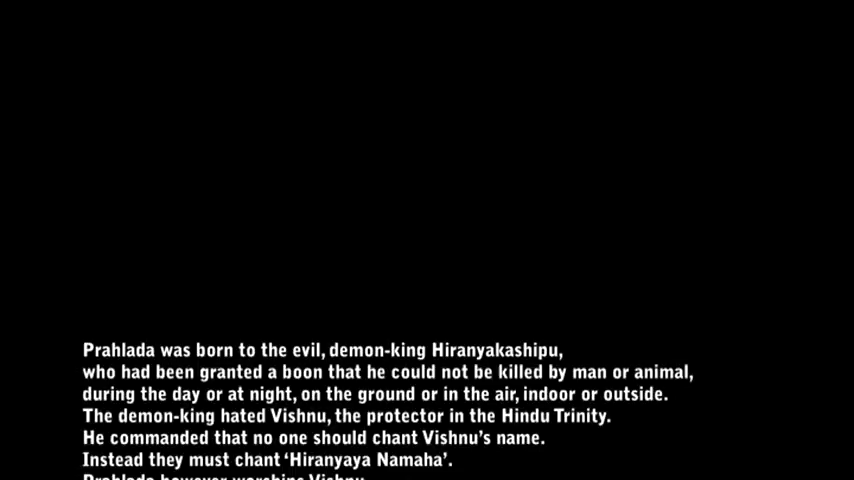 Prahlada was born to the evil, demon-king Hiranyakashipu,
who had been granted a boon that he could not be killed by man or animal,
during the day or at night, on the ground or in the air, indoor or outside.
The demon-king hated Vishnu, the protector in the Hindu Trinity.
He commanded that no one should chant Vishnu's name.
Instead they must chant ‘Hiranyaya Namaha’.
Prahlada however worships Vishnu